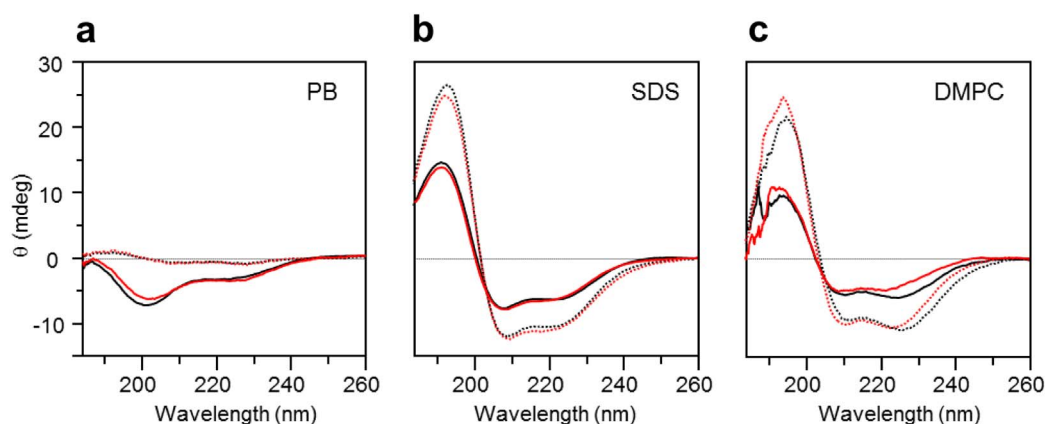 a b c
30
20
10
0
-10
θ (mdeg)
PB SDS DMPC
200 220 240 260 200 220 240 260 200 220 240 260
Wavelength (nm) Wavelength (nm) Wavelength (nm)